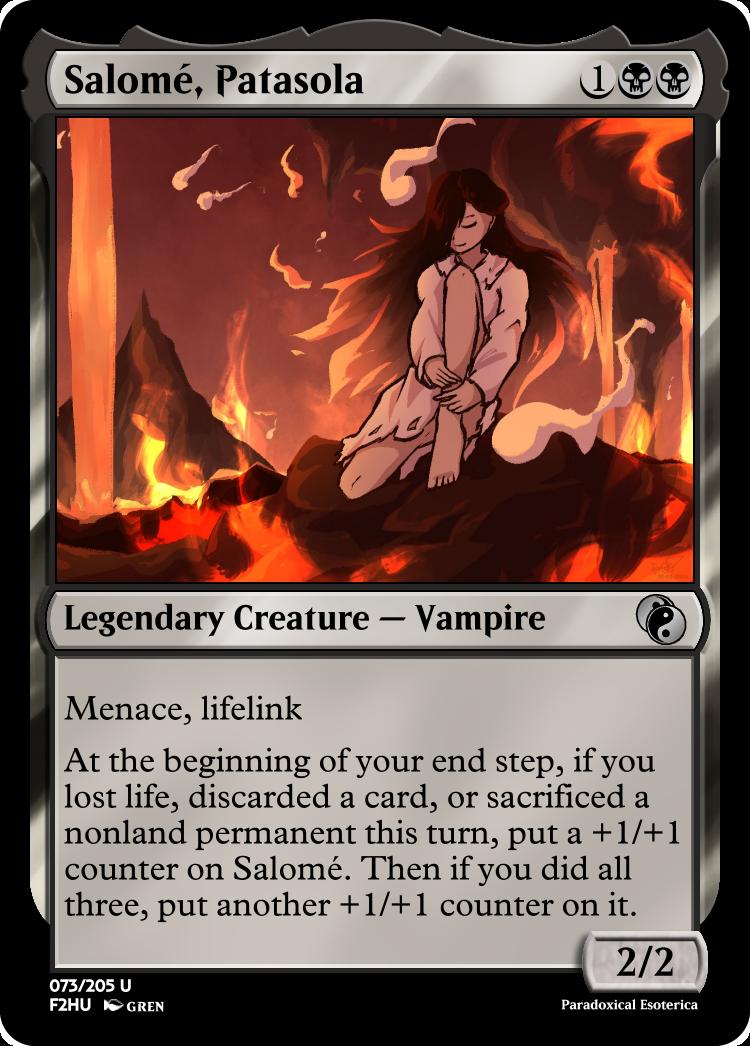 Salomé, Patasola 1
Legendary Creature — Vampire
Menace, lifelink
At the beginning of your end step, if you
lost life, discarded a card, or sacrificed a
nonland permanent this turn, put a +1/+1
counter on Salomé. Then if you did all
three, put another +1/+1 counter on it.
2/2
073/205 U
F2HU GREN
Paradoxical Esoterica